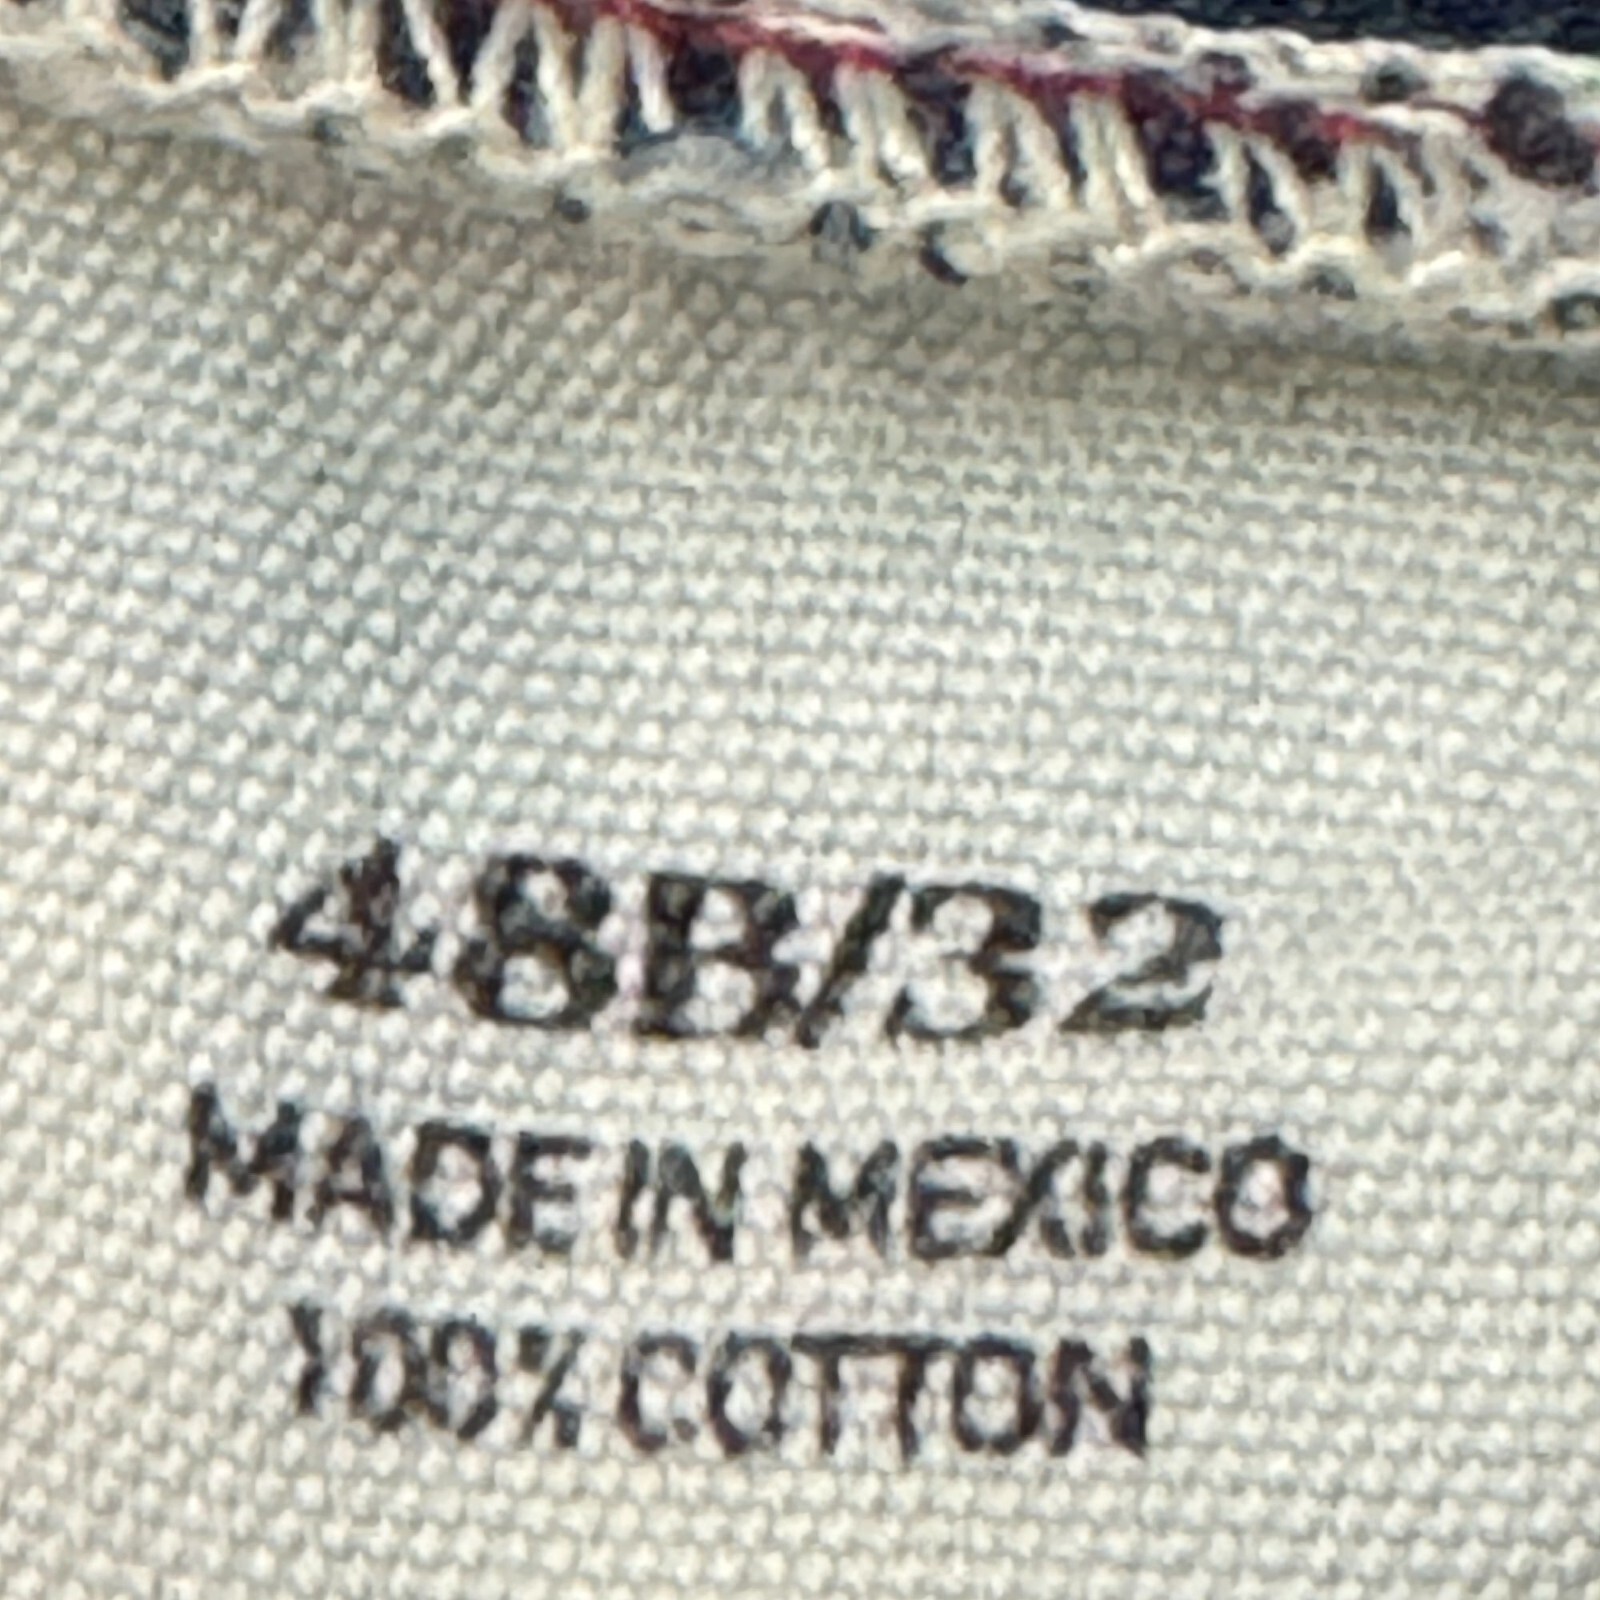 48B/32
MADE IN MEXICO
100% COTTON